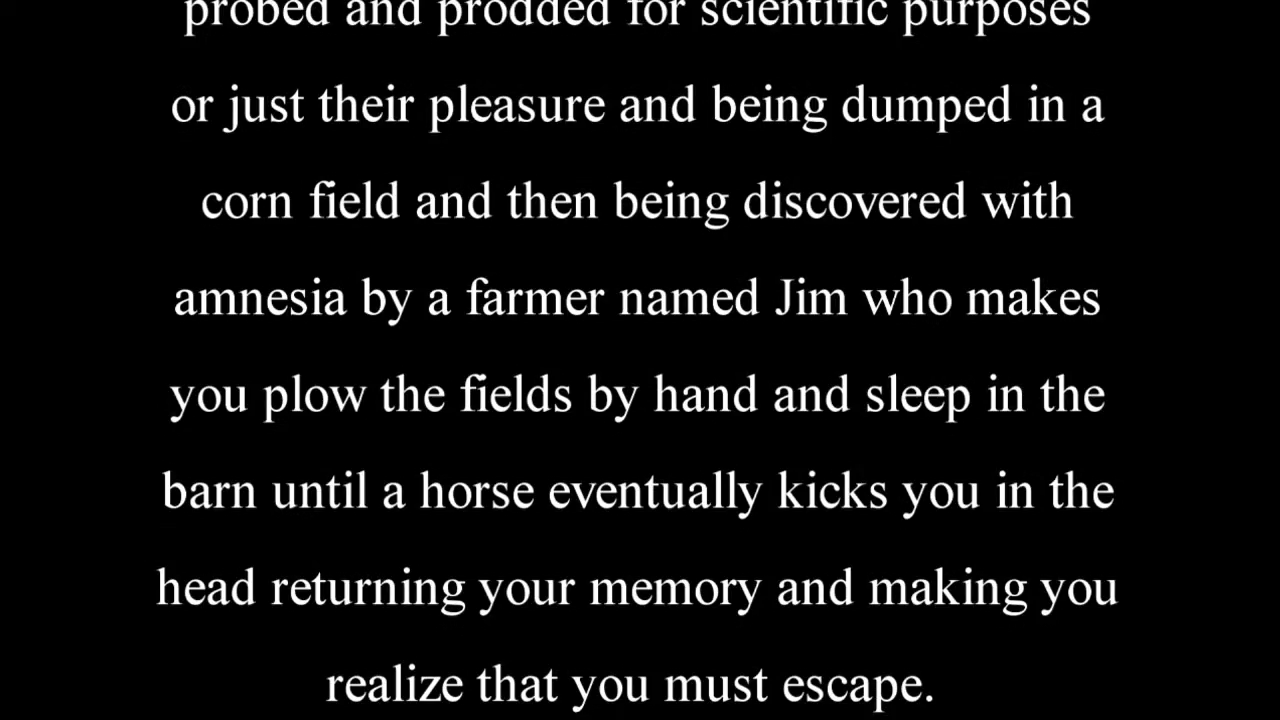 probed and prodded for scientific purposes
or just their pleasure and being dumped in a
corn field and then being discovered with
amnesia by a farmer named Jim who makes
you plow the fields by hand and sleep in the
barn until a horse eventually kicks you in the
head returning your memory and making you
realize that you must escape.